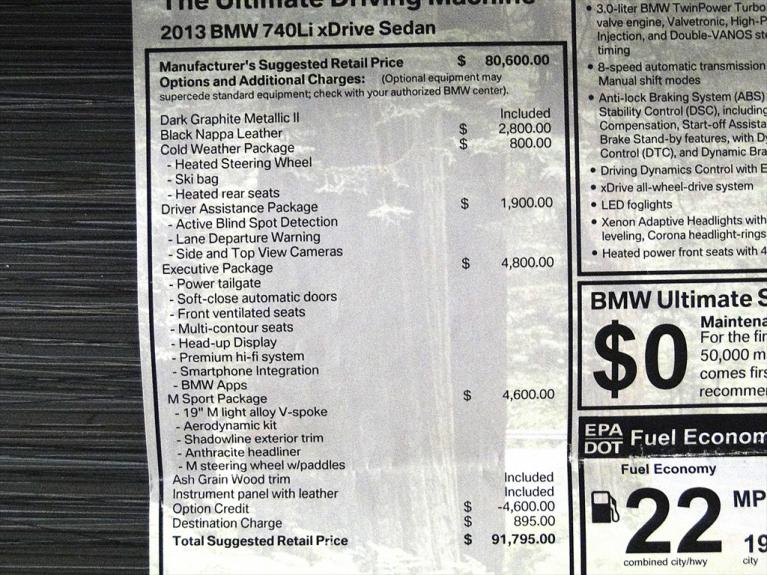 The Ultimate Driving Machine
2013 BMW 740Li xDrive Sedan
Manufacturer's Suggested Retail Price $ 80,600.00
Options and Additional Charges: (Optional equipment may
supercede standard equipment; check with your authorized BMW center).
Dark Graphite Metallic II Included
Black Nappa Leather $ 2,800.00
Cold Weather Package $ 800.00
- Heated Steering Wheel
- Ski bag
- Heated rear seats
Driver Assistance Package $ 1,900.00
- Active Blind Spot Detection
- Lane Departure Warning
- Side and Top View Cameras
Executive Package $ 4,800.00
- Power tailgate
- Soft-close automatic doors
- Front ventilated seats
- Multi-contour seats
- Head-up Display
- Premium hi-fi system
- Smartphone Integration
- BMW Apps
M Sport Package $ 4,600.00
- 19" M light alloy V-spoke
- Aerodynamic kit
- Shadowline exterior trim
- Anthracite headliner
- M steering wheel w/paddles
Ash Grain Wood trim Included
Instrument panel with leather Included
Option Credit $ -4,600.00
Destination Charge $ 895.00
Total Suggested Retail Price $ 91,795.00
• 3.0-liter BMW TwinPower Turbo
valve engine, Valvetronic, High-P
Injection, and Double-VANOS st
timing
• 8-speed automatic transmission
Manual shift modes
• Anti-lock Braking System (ABS)
Stability Control (DSC), including
Compensation, Start-off Assista
Brake Stand-by features, with Dy
Control (DTC), and Dynamic Bra
• Driving Dynamics Control with E
• xDrive all-wheel-drive system
• LED foglights
• Xenon Adaptive Headlights with
leveling, Corona headlight-rings
• Heated power front seats with 4
BMW Ultimate S
$0
Maintena
For the fir
50,000 m
comes firs
recommen
EPA
DOT Fuel Econom
Fuel Economy
22 MP
combined city/hwy
19
city